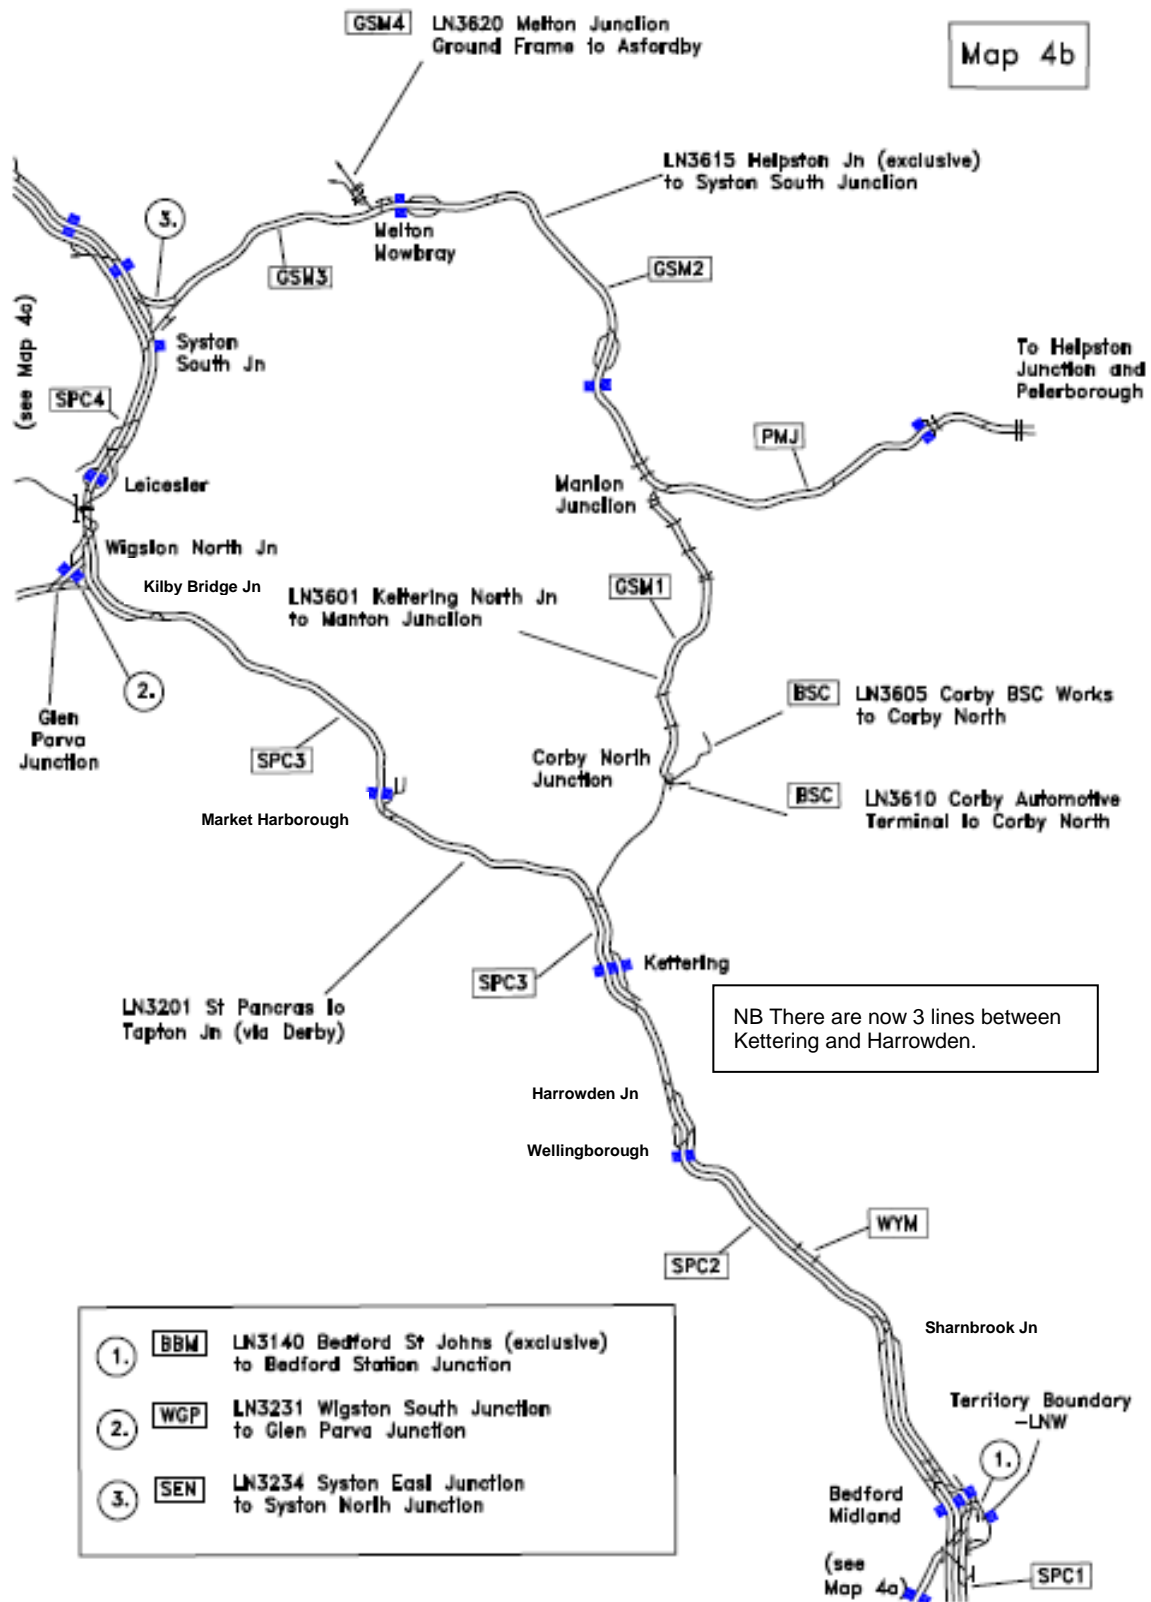 GSM4
LN3620 Melton Junction
Ground Frame to Asfordby
Map 4b
LN3615 Helpston Jn (exclusive)
to Syston South Junction
3.
Melton
Mowbray
GSM3
GSM2
(see Map 4a)
Syston
South Jn
To Helpston
Junction and
Peterborough
SPC4
PMJ
Leicester
Manton
Junction
Wigston North Jn
Kilby Bridge Jn
GSM1
LN3601 Kettering North Jn
to Manton Junction
2.
BSC
LN3605 Corby BSC Works
to Corby North
Glen
Parva
Junction
SPC3
Corby North
Junction
BSC
LN3610 Corby Automotive
Terminal to Corby North
Market Harborough
SPC3
Kettering
LN3201 St Pancras to
Tapton Jn (via Derby)
NB There are now 3 lines between
Kettering and Harrowden.
Harrowden Jn
Wellingborough
WYM
SPC2
Sharnbrook Jn
1.
BBM
LN3140 Bedford St Johns (exclusive)
to Bedford Station Junction
2.
WGP
LN3231 Wigston South Junction
to Glen Parva Junction
3.
SEN
LN3234 Syston East Junction
to Syston North Junction
Territory Boundary
-LNW
1.
Bedford
Midland
(see
Map 4a)
SPC1